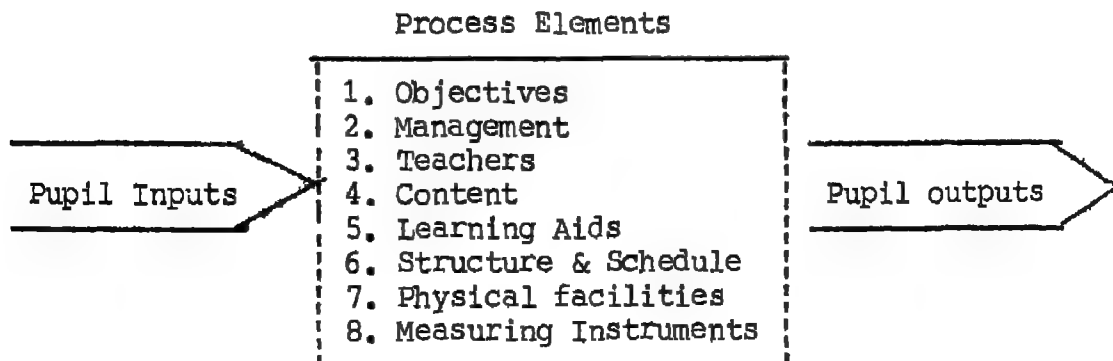 Process Elements
1. Objectives
2. Management
3. Teachers
4. Content
5. Learning Aids
6. Structure & Schedule
7. Physical facilities
8. Measuring Instruments
Pupil Inputs
Pupil outputs